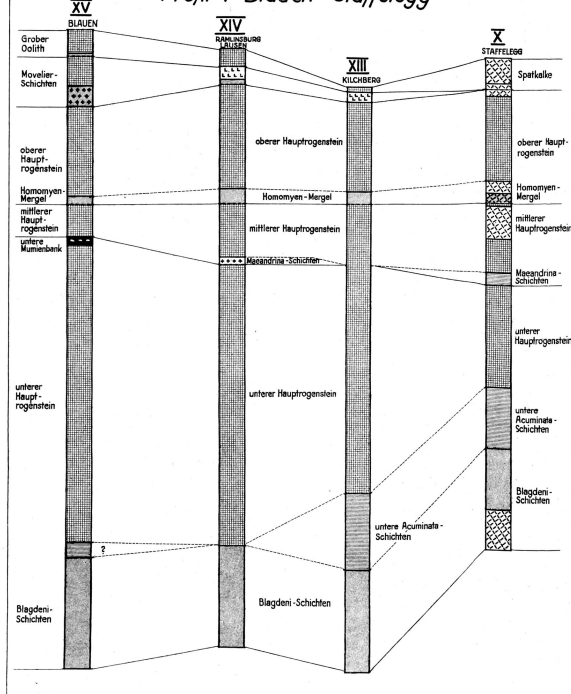 Profil I Blauen - Staffelegg
XV
BLAUEN
XIV
RAMLINSBURG
LAUSEN
XIII
KILCHBERG
X
STAFFELEGG
Grober
Oolith
Movelier-
Schichten
oberer
Haupt-
rogenstein
Homomyen-
Mergel
mittlerer
Haupt-
rogenstein
untere
Mumienbank
unterer
Haupt-
rogenstein
?
Blagdeni-
Schichten
Maeandrina-Schichten
unterer Hauptrogenstein
Blagdeni-Schichten
oberer Hauptrogenstein
Homomyen-Mergel
mittlerer Hauptrogenstein
untere Acuminata-
Schichten
Spatkalke
oberer
Hauptrogenstein
Homomyen-
Mergel
mittlerer
Hauptrogenstein
Maeandrina-
Schichten
unterer
Hauptrogenstein
untere
Acuminata-
Schichten
Blagdeni-
Schichten